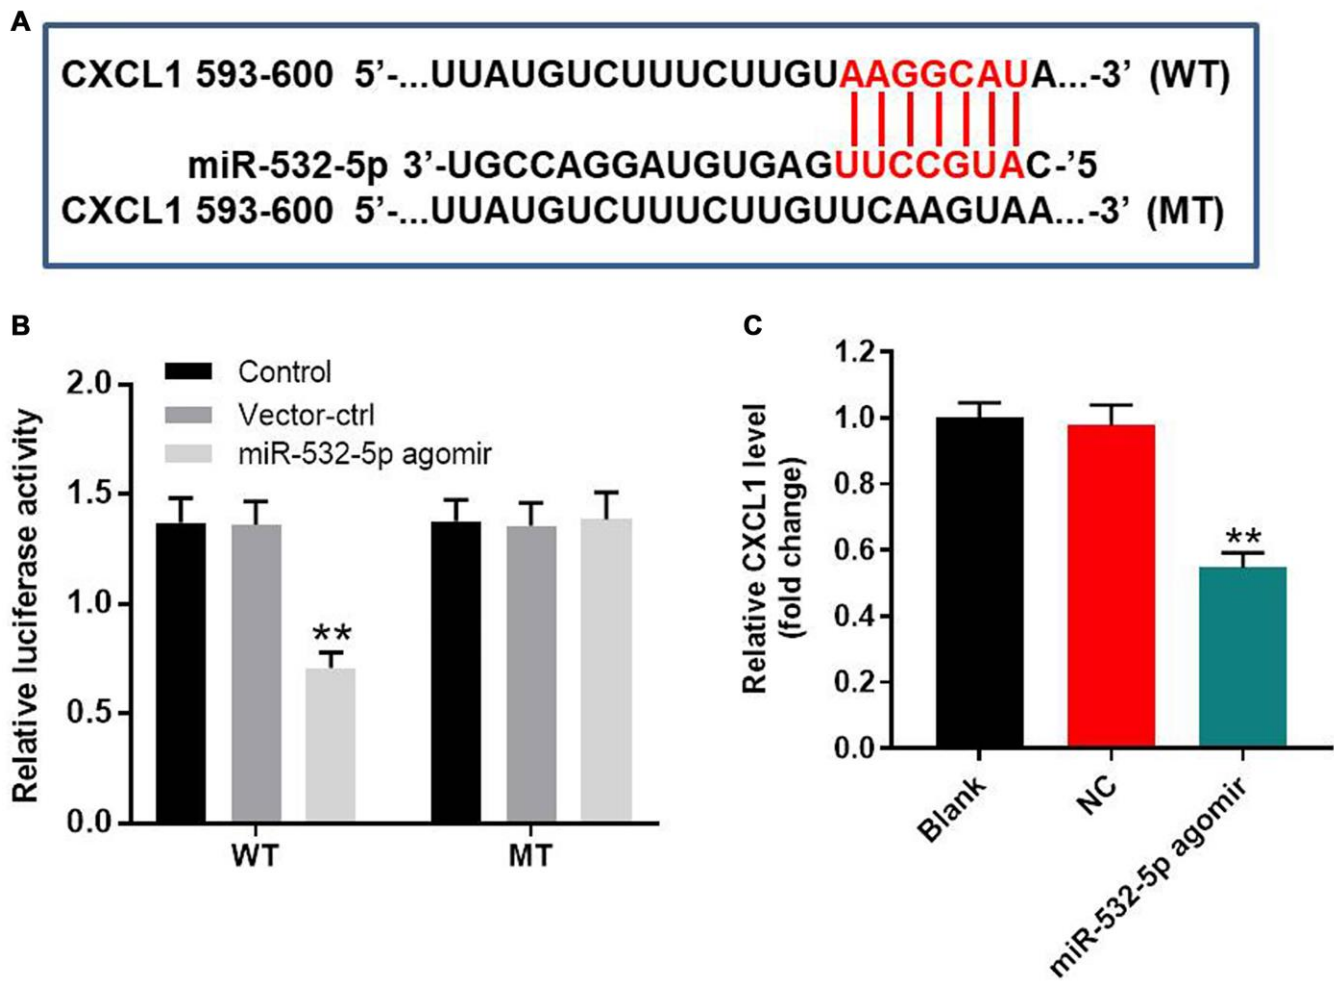 A
CXCL1 593-600 5’-...UUAUGUCUUUCUUGUAAGGCAUA...-3’ (WT)
miR-532-5p 3’-UGCCAGGAUGUGAGUUCCGUAC-’5
CXCL1 593-600 5’-...UUAUGUCUUUCUUGUUCAAGUAA...-3’ (MT)
B
Control
Vector-ctrl
miR-532-5p agomir
Relative luciferase activity
2.0
1.5
1.0
0.5
0.0
**
WT
MT
C
Relative CXCL1 level
(fold change)
1.2
1.0
0.8
0.6
0.4
0.2
0.0
**
Blank
NC
miR-532-5p agomir